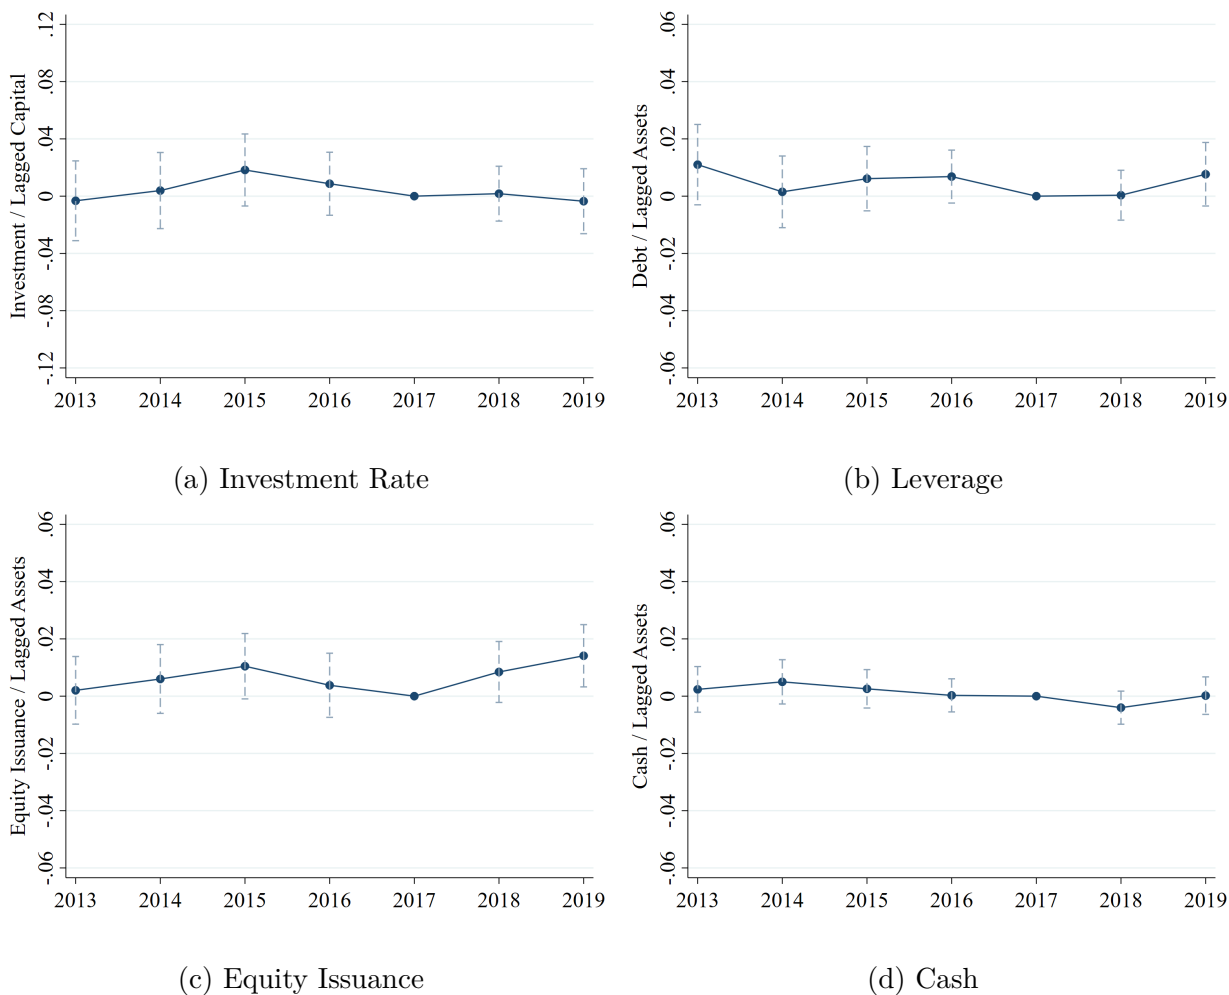 Investment / Lagged Capital
.12
.08
.04
0
-.04
-.08
-.12
2013 2014 2015 2016 2017 2018 2019
(a) Investment Rate
Debt / Lagged Assets
.06
.04
.02
0
-.02
-.04
-.06
2013 2014 2015 2016 2017 2018 2019
(b) Leverage
Equity Issuance / Lagged Assets
.06
.04
.02
0
-.02
-.04
-.06
2013 2014 2015 2016 2017 2018 2019
(c) Equity Issuance
Cash / Lagged Assets
.06
.04
.02
0
-.02
-.04
-.06
2013 2014 2015 2016 2017 2018 2019
(d) Cash